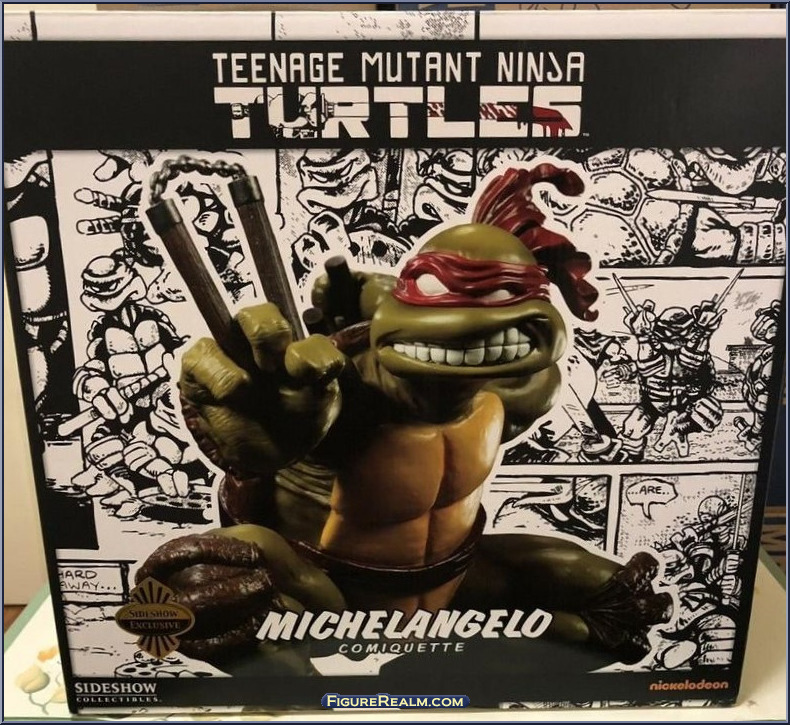 TEENAGE MUTANT NINJA
TURTLES
...ARE..
HARD
AWAY...
SIDESHOW
EXCLUSIVE
MICHELANGELO
COMIQUETTE
SIDESHOW
COLLECTIBLES.
nickelodeon
FIGUREREALM.COM